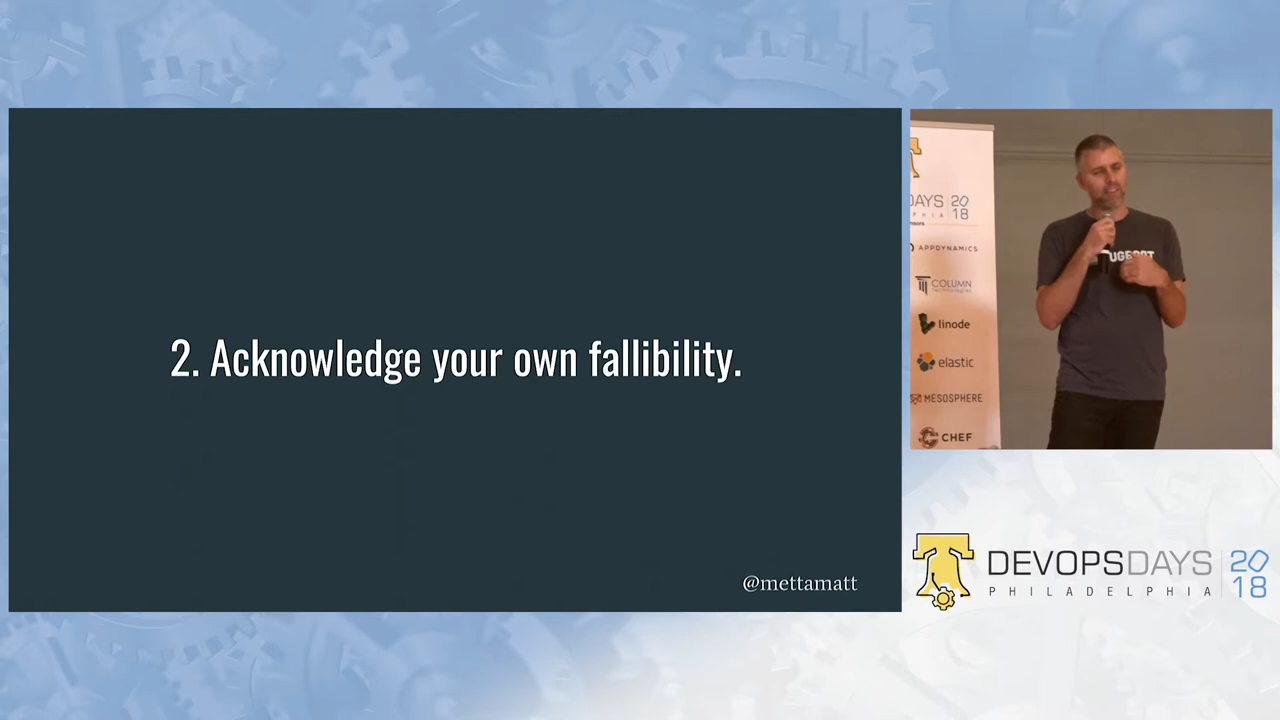 2. Acknowledge your own fallibility.
@mettamatt
DAYS 20
18
APPDYNAMICS
COLUMN
Technologies
linode
elastic
MESOSPHERE
CHEF
DEVOPSDAYS 20
PHILADELPHIA 18